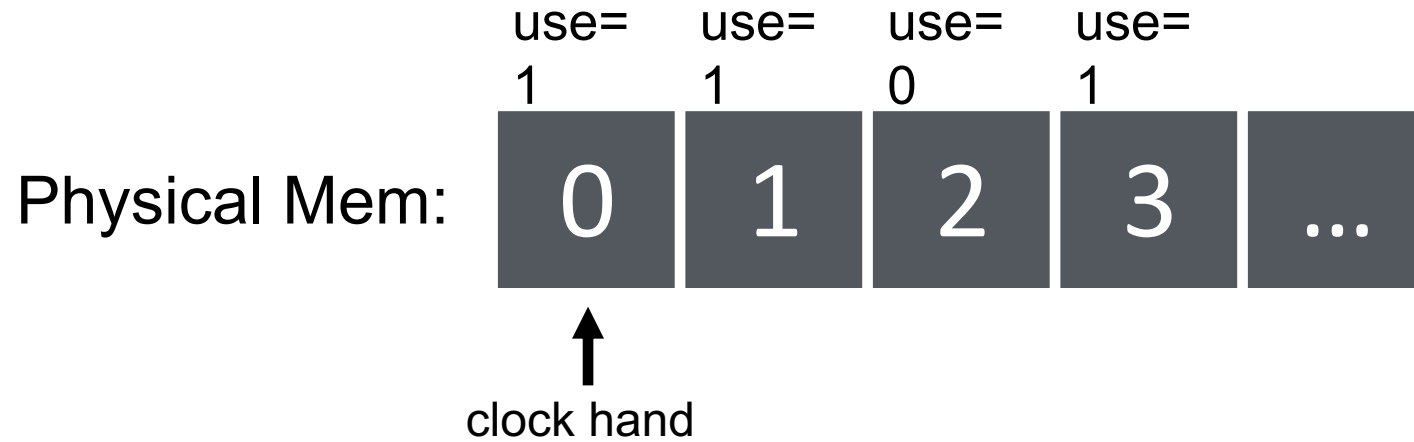 use= use= use= use=
1 1 0 1
Physical Mem: 0 1 2 3 ...
clock hand